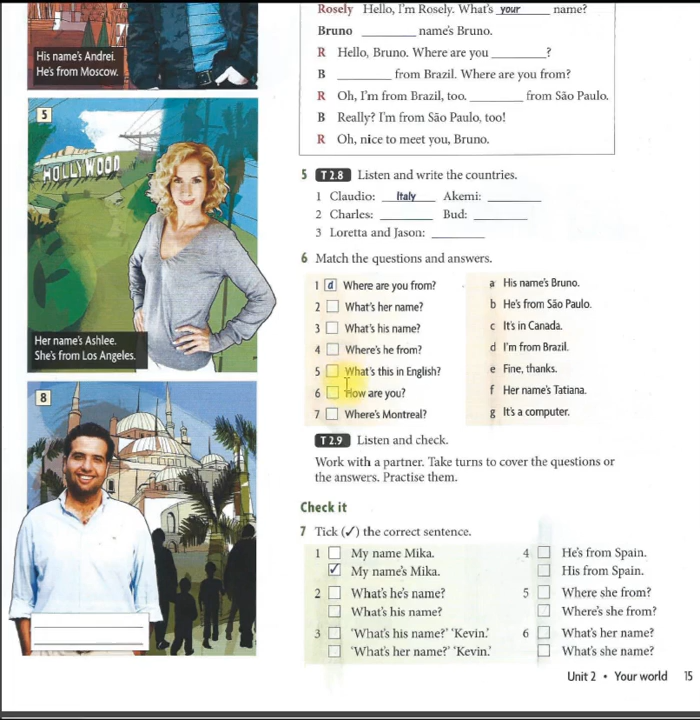 His name's Andrei.
He's from Moscow.
5
HOLLYWOOD
Her name's Ashlee.
She's from Los Angeles.
8
Rosely Hello, I'm Rosely. What's your name?
Bruno ________ name's Bruno.
R Hello, Bruno. Where are you ________?
B ________ from Brazil. Where are you from?
R Oh, I'm from Brazil, too. ________ from São Paulo.
B Really? I'm from São Paulo, too!
R Oh, nice to meet you, Bruno.
5 T 2.8 Listen and write the countries.
1 Claudio: Italy Akemi: ________
2 Charles: ________ Bud: ________
3 Loretta and Jason: ________
6 Match the questions and answers.
1 d Where are you from?
2 What's her name?
3 What's his name?
4 Where's he from?
5 What's this in English?
6 How are you?
7 Where's Montreal?
a His name's Bruno.
b He's from São Paulo.
c It's in Canada.
d I'm from Brazil.
e Fine, thanks.
f Her name's Tatiana.
g It's a computer.
T 2.9 Listen and check.
Work with a partner. Take turns to cover the questions or
the answers. Practise them.
Check it
7 Tick (✓) the correct sentence.
1 My name Mika.
✓ My name's Mika.
2 What's he's name?
What's his name?
3 'What's his name?' 'Kevin.'
'What's her name?' 'Kevin.'
4 He's from Spain.
His from Spain.
5 Where she from?
Where's she from?
6 What's her name?
What's she name?
Unit 2 • Your world 15